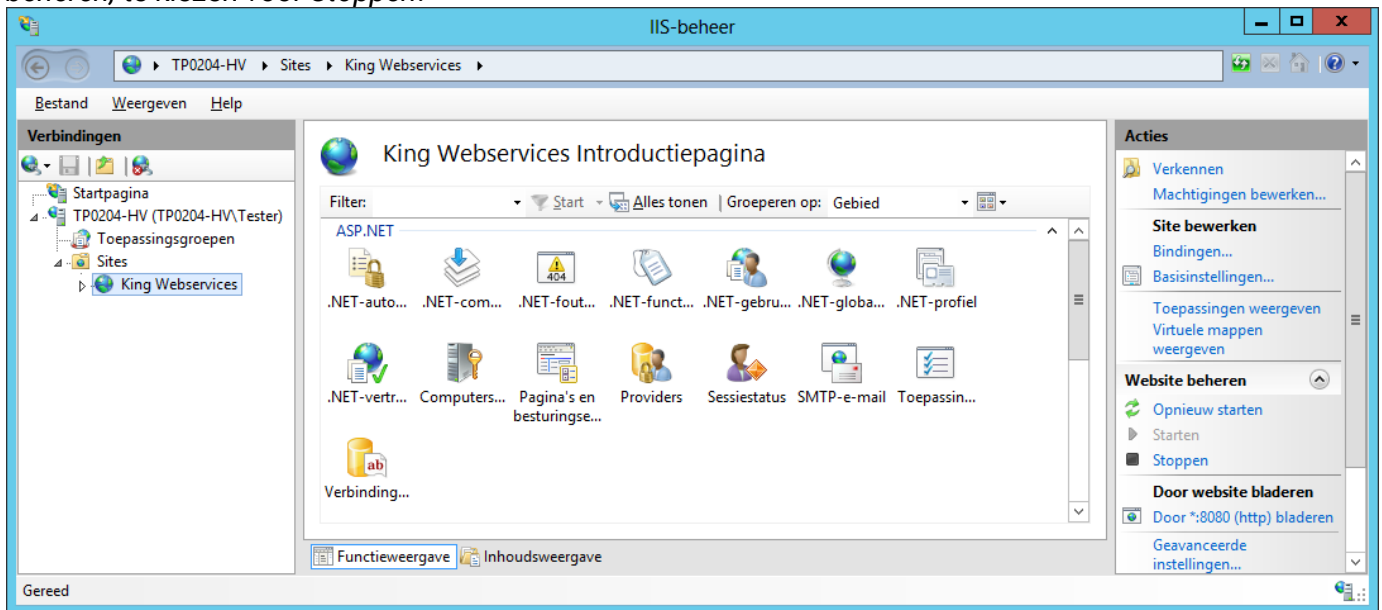 beheren, te kiezen voor Stoppen.
IIS-beheer
TP0204-HV
Sites
King Webservices
Bestand Weergeven Help
Verbindingen
Startpagina
TP0204-HV (TP0204-HV\Tester)
Toepassingsgroepen
Sites
King Webservices
King Webservices Introductiepagina
Filter: Start Alles tonen Groeperen op: Gebied
ASP.NET
404
.NET-auto... .NET-com... .NET-fout... .NET-funct... .NET-gebru... .NET-globa... .NET-profiel
.NET-vertr... Computers... Pagina's en besturingse... Providers Sessiestatus SMTP-e-mail Toepassin...
ab
Verbinding...
Functieweergave Inhoudsweergave
Acties
Verkennen
Machtigingen bewerken...
Site bewerken
Bindingen...
Basisinstellingen...
Toepassingen weergeven
Virtuele mappen
weergeven
Website beheren
Opnieuw starten
Starten
Stoppen
Door website bladeren
Door *:8080 (http) bladeren
Geavanceerde
instellingen...
Gereed